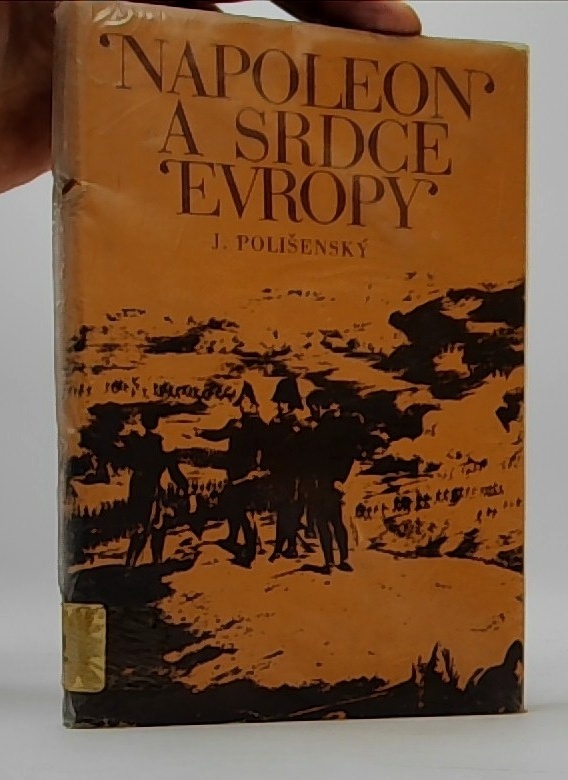 NAPOLEON
A SRDCE
EVROPY
J. POLIŠENSKÝ